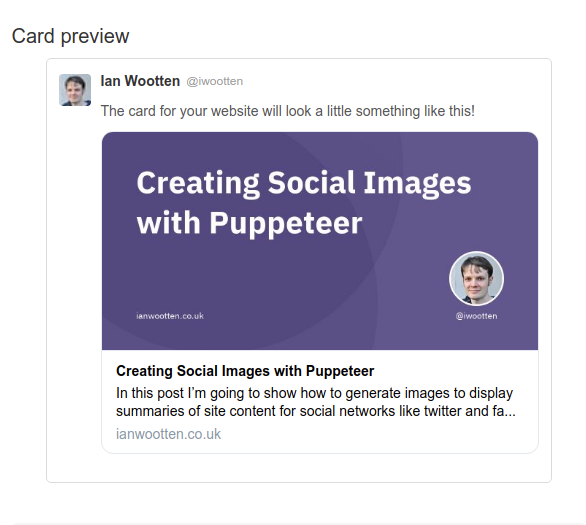 Card preview
Ian Wootten @iwootten
The card for your website will look a little something like this!
Creating Social Images
with Puppeteer
ianwootten.co.uk
@iwootten
Creating Social Images with Puppeteer
In this post I'm going to show how to generate images to display
summaries of site content for social networks like twitter and fa...
ianwootten.co.uk